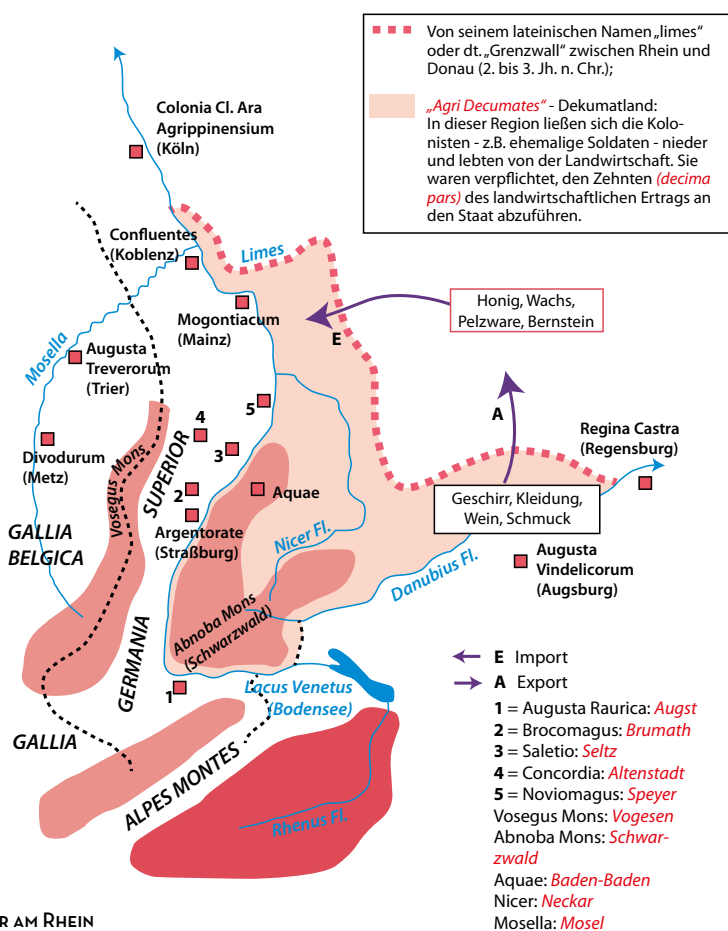 Von seinem lateinischen Namen „limes"
oder dt. „Grenzwall" zwischen Rhein und
Donau (2. bis 3. Jh. n. Chr.);
„Agri Decumates" - Dekumatland:
In dieser Region ließen sich die Kolo-
nisten - z.B. ehemalige Soldaten - nieder
und lebten von der Landwirtschaft. Sie
waren verpflichtet, den Zehnten (decima
pars) des landwirtschaftlichen Ertrags an
den Staat abzuführen.
Colonia Cl. Ara
Agrippinensium
(Köln)
Confluentes
(Koblenz)
Limes
Honig, Wachs,
Pelzware, Bernstein
Mogontiacum
(Mainz)
E
Mosella
Augusta
Treverorum
(Trier)
A
5
4
3
Regina Castra
(Regensburg)
Divodurum
(Metz)
Vosegus Mons
SUPERIOR
2
Aquae
Geschirr, Kleidung,
Wein, Schmuck
Argentorate
(Straßburg)
Nicer Fl.
GALLIA
BELGICA
Danubius Fl.
Augusta
Vindelicorum
(Augsburg)
Abnoba Mons
(Schwarzwald)
GERMANIA
1
Lacus Venetus
(Bodensee)
GALLIA
ALPES MONTES
Rhenus Fl.
E Import
A Export
1 = Augusta Raurica: Augst
2 = Brocomagus: Brumath
3 = Saletio: Seltz
4 = Concordia: Altenstadt
5 = Noviomagus: Speyer
Vosegus Mons: Vogesen
Abnoba Mons: Schwar-
zwald
Aquae: Baden-Baden
Nicer: Neckar
Mosella: Mosel
R AM RHEIN